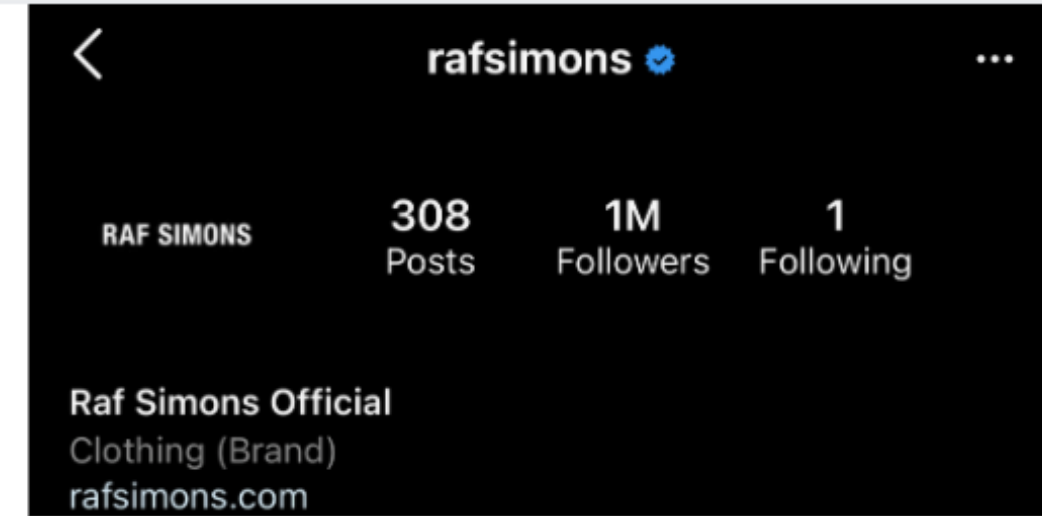 rafsimons
RAF SIMONS
308 1M 1
Posts Followers Following
Raf Simons Official
Clothing (Brand)
rafsimons.com